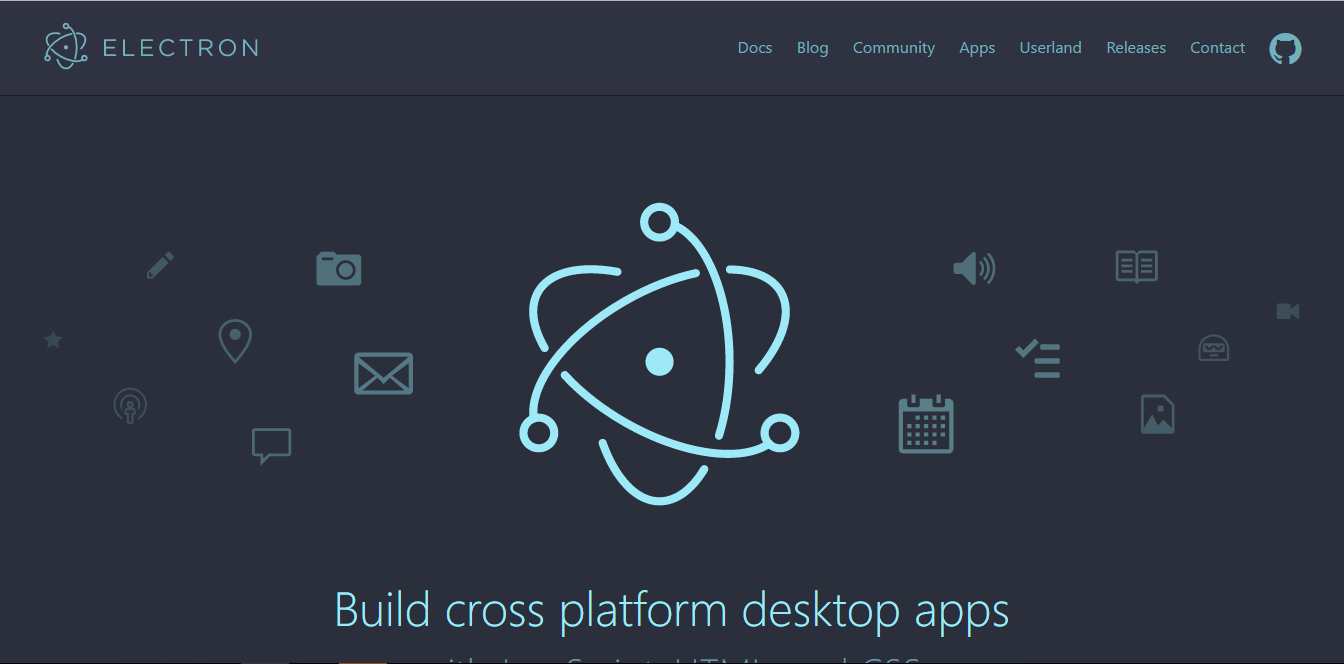 ELECTRON
Docs Blog Community Apps Userland Releases Contact
Build cross platform desktop apps